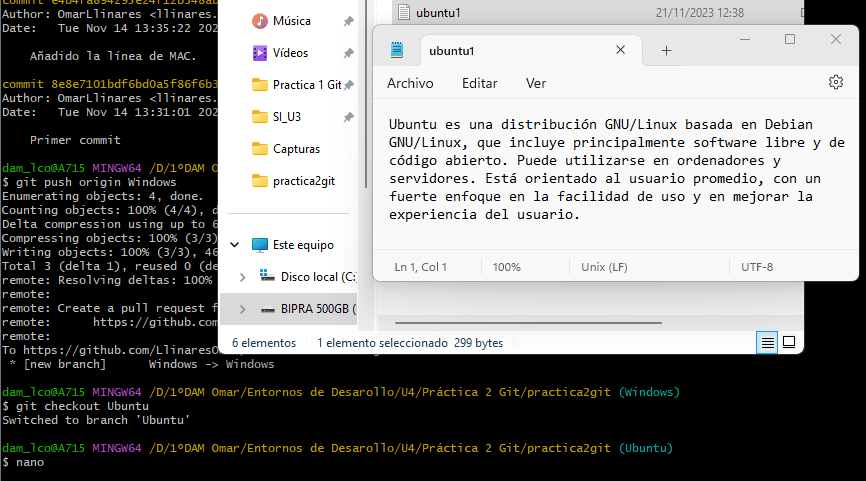 commit e4b4fa894295e24f12b548ab
Date:   Tue Nov 14 13:35:22 202
Añadido la línea de MAC.
commit 8e8e7101bdf6bd0a5f86f6b3
Author: OmarLlinares <llinares.
Date:   Tue Nov 14 13:31:01 202
Primer commit
dam_lco@A715 MINGW64 /D/1ºDAM O
$ git push origin Windows
Enumerating objects: 4, done.
Counting objects: 100% (4/4), d
Delta compression using up to 6
Compressing objects: 100% (3/3)
Writing objects: 100% (3/3), 46
Total 3 (delta 1), reused 0 (de
remote: Resolving deltas: 100%
remote:
remote: Create a pull request f
remote:      https://github.com
remote:
To https://github.com/LlinaresO
 * [new branch]      Windows -> Windows
dam_lco@A715 MINGW64 /D/1ºDAM Omar/Entornos de Desarollo/U4/Práctica 2 Git/practica2git (Windows)
$ git checkout Ubuntu
Switched to branch 'Ubuntu'
dam_lco@A715 MINGW64 /D/1ºDAM Omar/Entornos de Desarollo/U4/Práctica 2 Git/practica2git (Ubuntu)
$ nano
Música
Vídeos
Practica 1 Git
SI_U3
Capturas
practica2git
Este equipo
Disco local (C:
BIPRA 500GB (
6 elementos 1 elemento seleccionado 299 bytes
ubuntu1 21/11/2023 12:38
ubuntu1
Archivo Editar Ver
Ubuntu es una distribución GNU/Linux basada en Debian
GNU/Linux, que incluye principalmente software libre y de
código abierto. Puede utilizarse en ordenadores y
servidores. Está orientado al usuario promedio, con un
fuerte enfoque en la facilidad de uso y en mejorar la
experiencia del usuario.
Ln 1, Col 1 100% Unix (LF) UTF-8